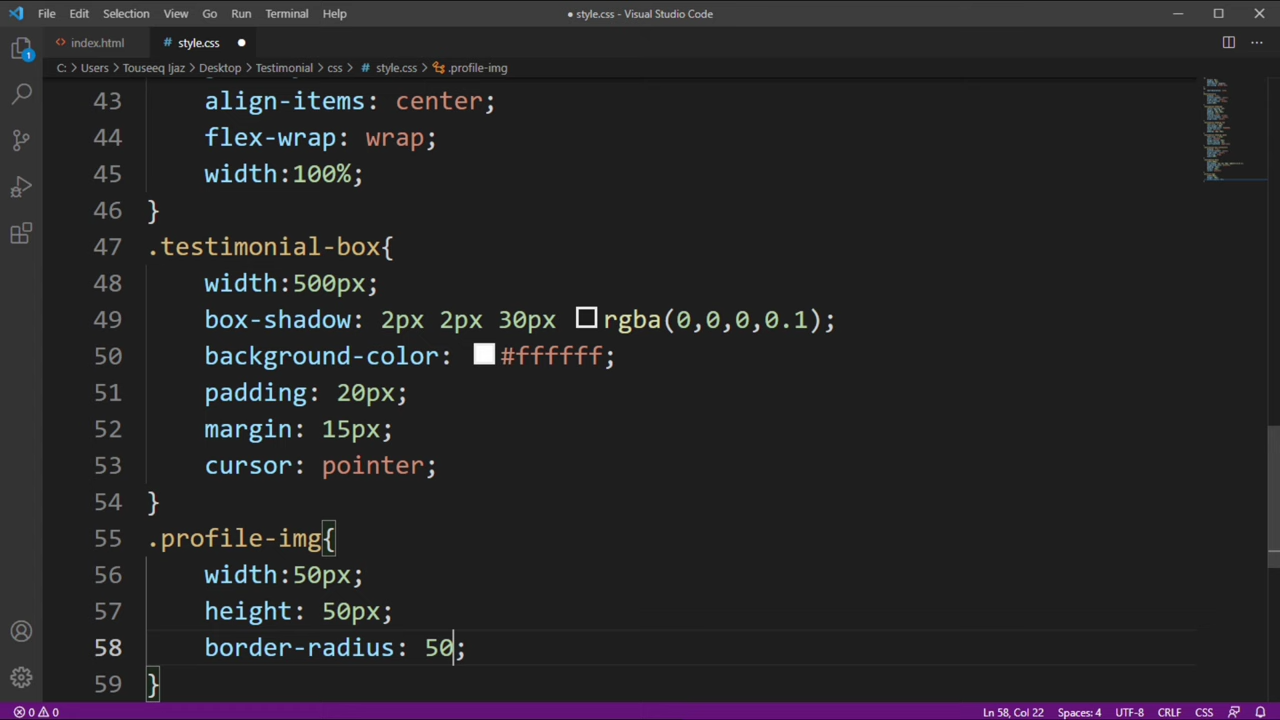 File Edit Selection View Go Run Terminal Help ● style.css - Visual Studio Code
index.html style.css
C: > Users > Touseeq Ijaz > Desktop > Testimonial > css > style.css > .profile-img
43 align-items: center;
44 flex-wrap: wrap;
45 width:100%;
46 }
47 .testimonial-box{
48 width:500px;
49 box-shadow: 2px 2px 30px rgba(0,0,0,0.1);
50 background-color: #ffffff;
51 padding: 20px;
52 margin: 15px;
53 cursor: pointer;
54 }
55 .profile-img{
56 width:50px;
57 height: 50px;
58 border-radius: 50;
59 }
0 0 Ln 58, Col 22 Spaces: 4 UTF-8 CRLF CSS